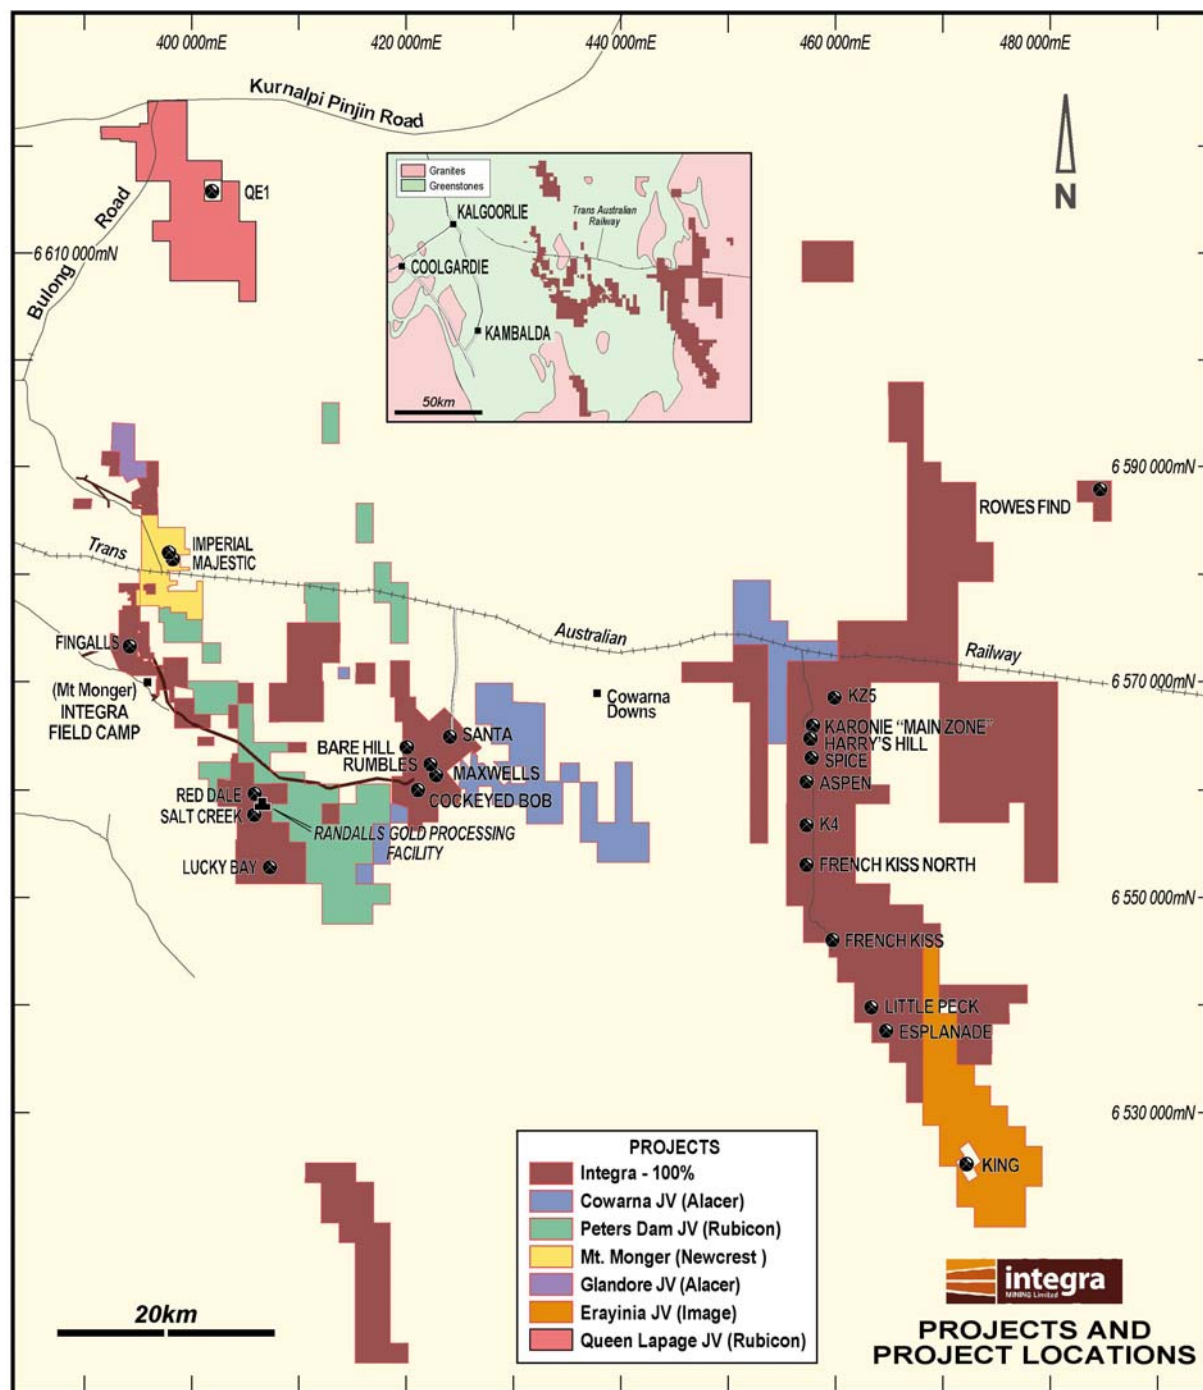 400 000mE
420 000mE
440 000mE
460 000mE
480 000mE
Kurnalpi Pinjin Road
N
QE1
Bulong Road
6 610 000mN
Granites
Greenstones
KALGOORLIE
Trans Australian
Railway
COOLGARDIE
KAMBALDA
50km
6 590 000mN
ROWES FIND
IMPERIAL
MAJESTIC
Trans
Australian
Railway
FINGALLS
(Mt Monger)
INTEGRA
FIELD CAMP
6 570 000mN
Cowarna
Downs
KZ5
KARONIE "MAIN ZONE"
HARRY'S HILL
SPICE
ASPEN
SANTA
BARE HILL
RUMBLES
MAXWELLS
COCKEYED BOB
RED DALE
SALT CREEK
RANDALLS GOLD PROCESSING
FACILITY
LUCKY BAY
K4
FRENCH KISS NORTH
6 550 000mN
FRENCH KISS
LITTLE PECK
ESPLANADE
6 530 000mN
KING
PROJECTS
Integra - 100%
Cowarna JV (Alacer)
Peters Dam JV (Rubicon)
Mt. Monger (Newcrest )
Glandore JV (Alacer)
Erayinia JV (Image)
Queen Lapage JV (Rubicon)
20km
integra
MINING Limited
PROJECTS AND
PROJECT LOCATIONS